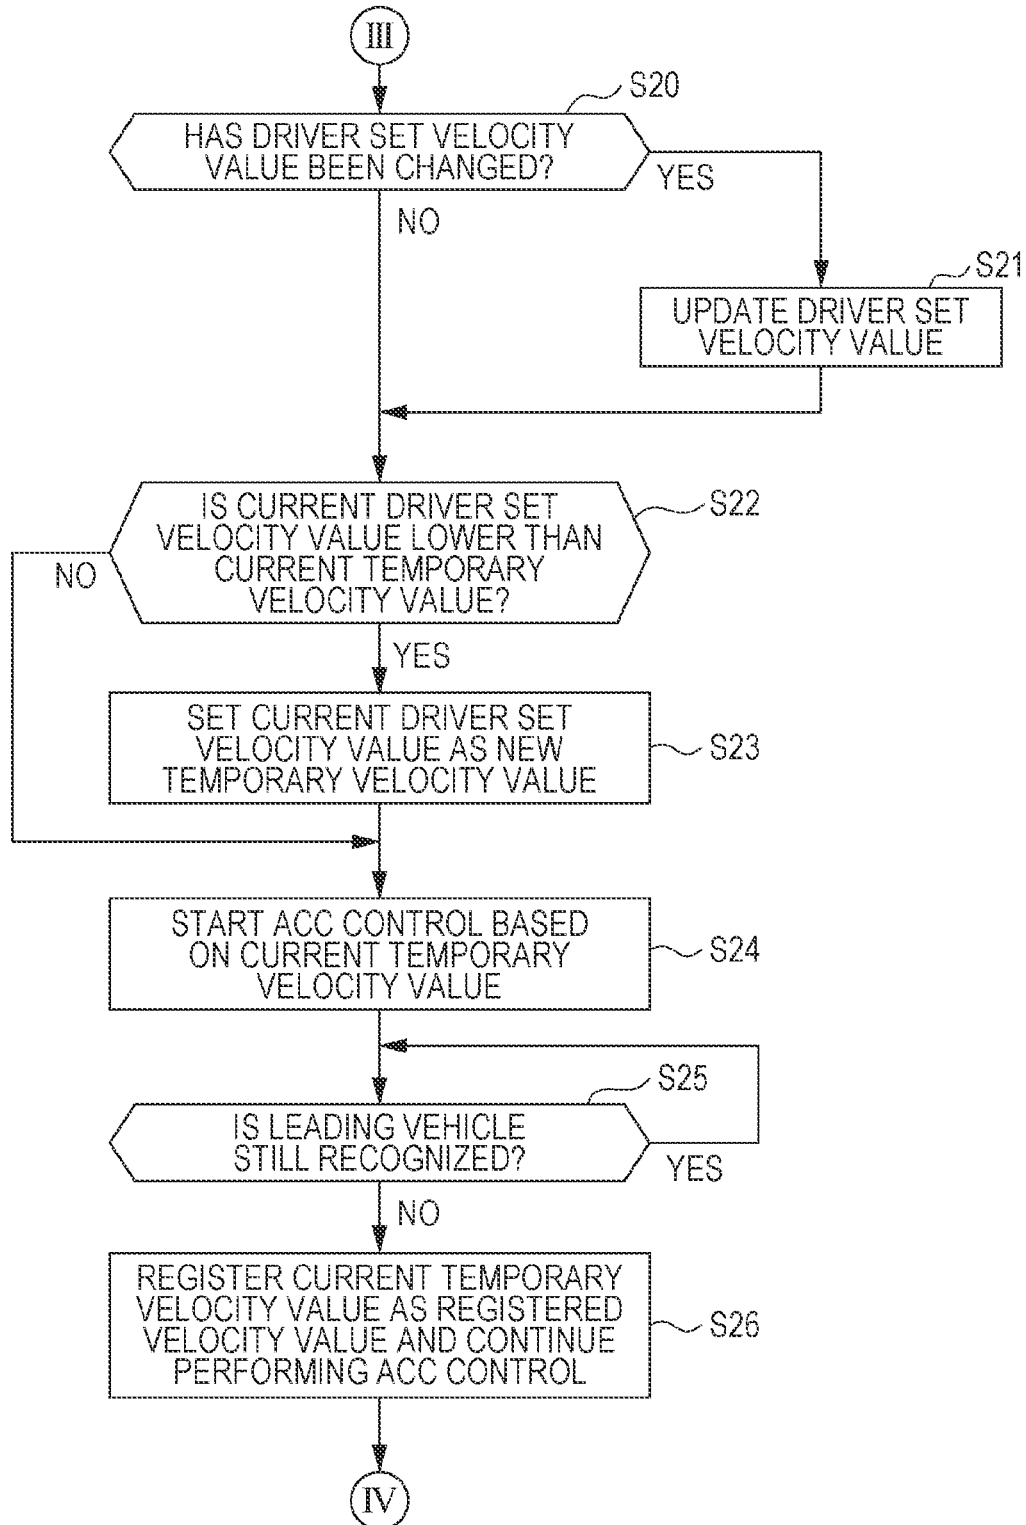 III
S20
HAS DRIVER SET VELOCITY
VALUE BEEN CHANGED?
YES
NO
S21
UPDATE DRIVER SET
VELOCITY VALUE
IS CURRENT DRIVER SET
VELOCITY VALUE LOWER THAN
CURRENT TEMPORARY
VELOCITY VALUE?
S22
NO
YES
SET CURRENT DRIVER SET
VELOCITY VALUE AS NEW
TEMPORARY VELOCITY VALUE
S23
START ACC CONTROL BASED
ON CURRENT TEMPORARY
VELOCITY VALUE
S24
S25
IS LEADING VEHICLE
STILL RECOGNIZED?
YES
NO
REGISTER CURRENT TEMPORARY
VELOCITY VALUE AS REGISTERED
VELOCITY VALUE AND CONTINUE
PERFORMING ACC CONTROL
S26
IV